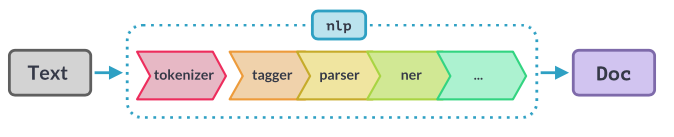 nlp
Text
tokenizer
tagger
parser
ner
...
Doc